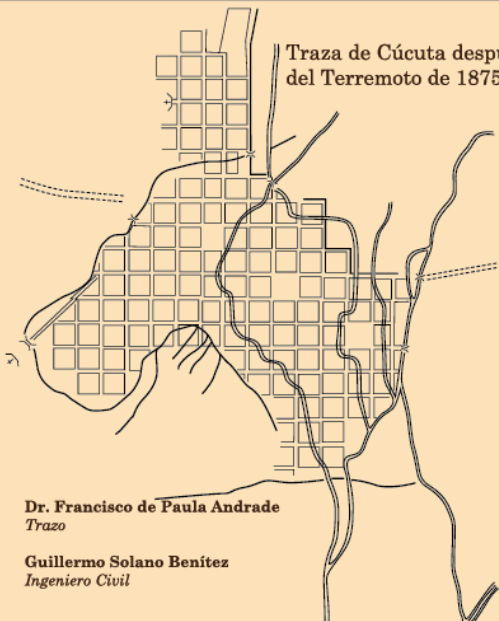 Traza de Cúcuta despu
del Terremoto de 1875
Dr. Francisco de Paula Andrade
Trazo
Guillermo Solano Benítez
Ingeniero Civil